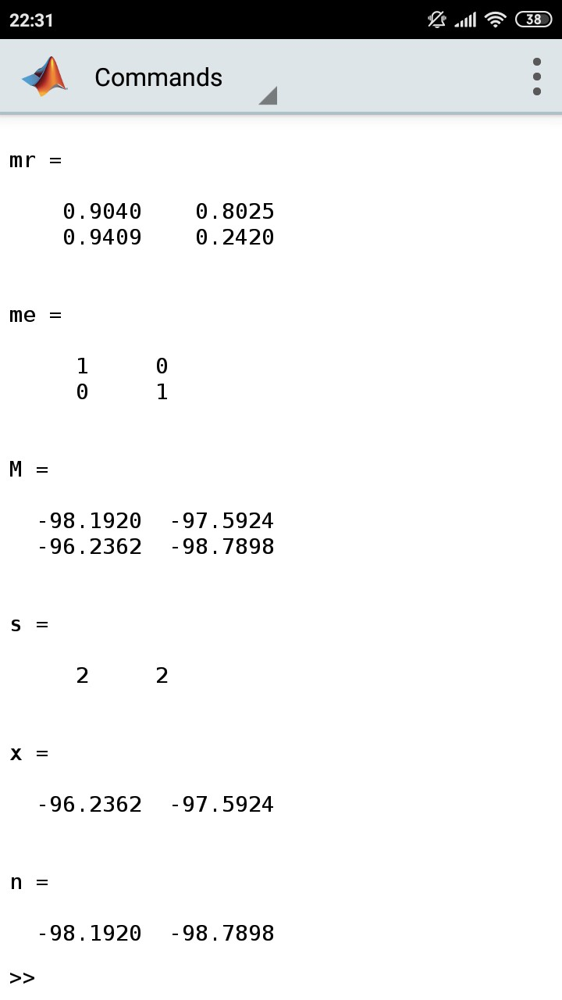 22:31
38
Commands
mr =
0.9040 0.8025
0.9409 0.2420
me =
1 0
0 1
M =
-98.1920 -97.5924
-96.2362 -98.7898
s =
2 2
x =
-96.2362 -97.5924
n =
-98.1920 -98.7898
>>